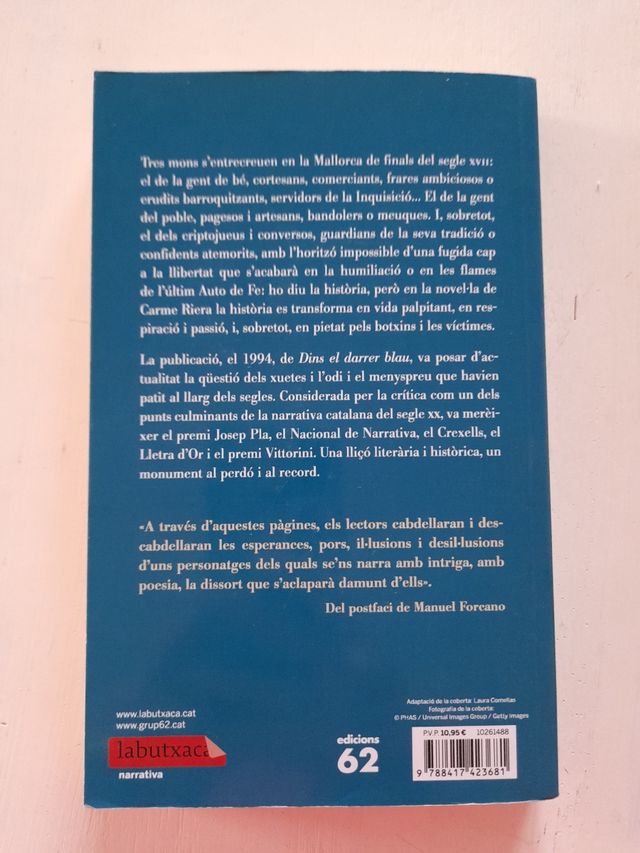 Tres mons s'entrecreuen en la Mallorca de finals del segle XVII:
el de la gent de bé, cortesans, comerciants, frares ambiciosos o
erudits barroquitzants, servidors de la Inquisició... El de la gent
del poble, pagesos i artesans, bandolers o meuques. I, sobretot,
el dels criptojueus i conversos, guardians de la seva tradició o
confidents atemorits, amb l'horitzó impossible d'una fugida cap
a la llibertat que s'acabarà en la humiliació o en les flames
de l'últim Auto de Fe: ho diu la història, però en la novel·la de
Carme Riera la història es transforma en vida palpitant, en res-
piració i passió, i, sobretot, en pietat pels botxins i les víctimes.
La publicació, el 1994, de Dins el darrer blau, va posar d'ac-
tualitat la qüestió dels xuetes i l'odi i el menyspreu que havien
patit al llarg dels segles. Considerada per la crítica com un dels
punts culminants de la narrativa catalana del segle XX, va merèi-
xer el premi Josep Pla, el Nacional de Narrativa, el Crexells, el
Lletra d'Or i el premi Vittorini. Una lliçó literària i històrica, un
monument al perdó i al record.
«A través d'aquestes pàgines, els lectors cabdellaran i des-
cabdellaran les esperances, pors, il·lusions i desil·lusions
d'uns personatges dels quals se'ns narra amb intriga, amb
poesia, la dissort que s'aclaparà damunt d'ells».
Del postfaci de Manuel Forcano
Adaptació de la coberta: Laura Comellas
Fotografia de la coberta:
© PHAS / Universal Images Group / Getty Images
www.labutxaca.cat
www.grup62.cat
labutxaca
narrativa
edicions
62
P.V.P. 10,95 € 10261488
9 788417 423681